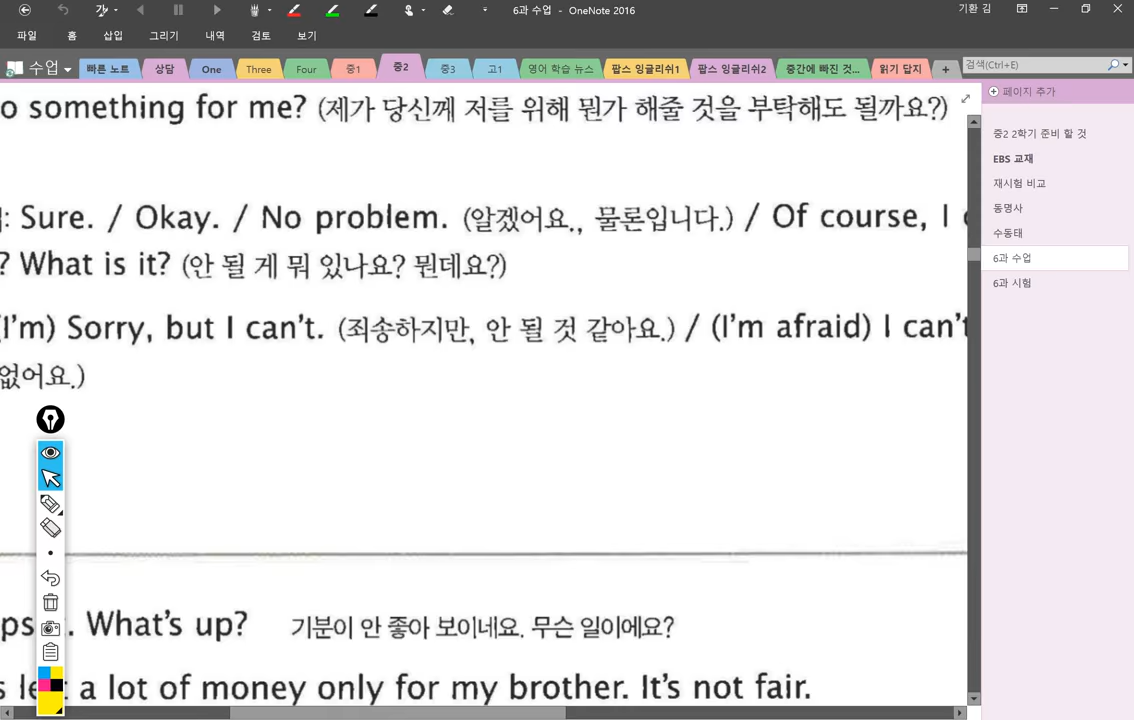 6과 수업 - OneNote 2016
기환 김
파일 홈 삽입 그리기 내역 검토 보기
수업 빠른 노트 상담 One Three Four 중1 중2 중3 고1 영어 학습 뉴스 팝스 잉글리쉬1 팝스 잉글리쉬2 중간에 빠진 것... 읽기 답지 + 검색(Ctrl+E)
페이지 추가
중2 2학기 준비 할 것
EBS 교재
재시험 비교
동명사
수동태
6과 수업
6과 시험
o something for me? (제가 당신께 저를 위해 뭔가 해줄 것을 부탁해도 될까요?)
: Sure. / Okay. / No problem. (알겠어요., 물론입니다.) / Of course, I
? What is it? (안 될 게 뭐 있나요? 뭔데요?)
(I'm) Sorry, but I can't. (죄송하지만, 안 될 것 같아요.) / (I'm afraid) I can't
없어요.)
. What's up? 기분이 안 좋아 보이네요. 무슨 일이에요?
a lot of money only for my brother. It's not fair.